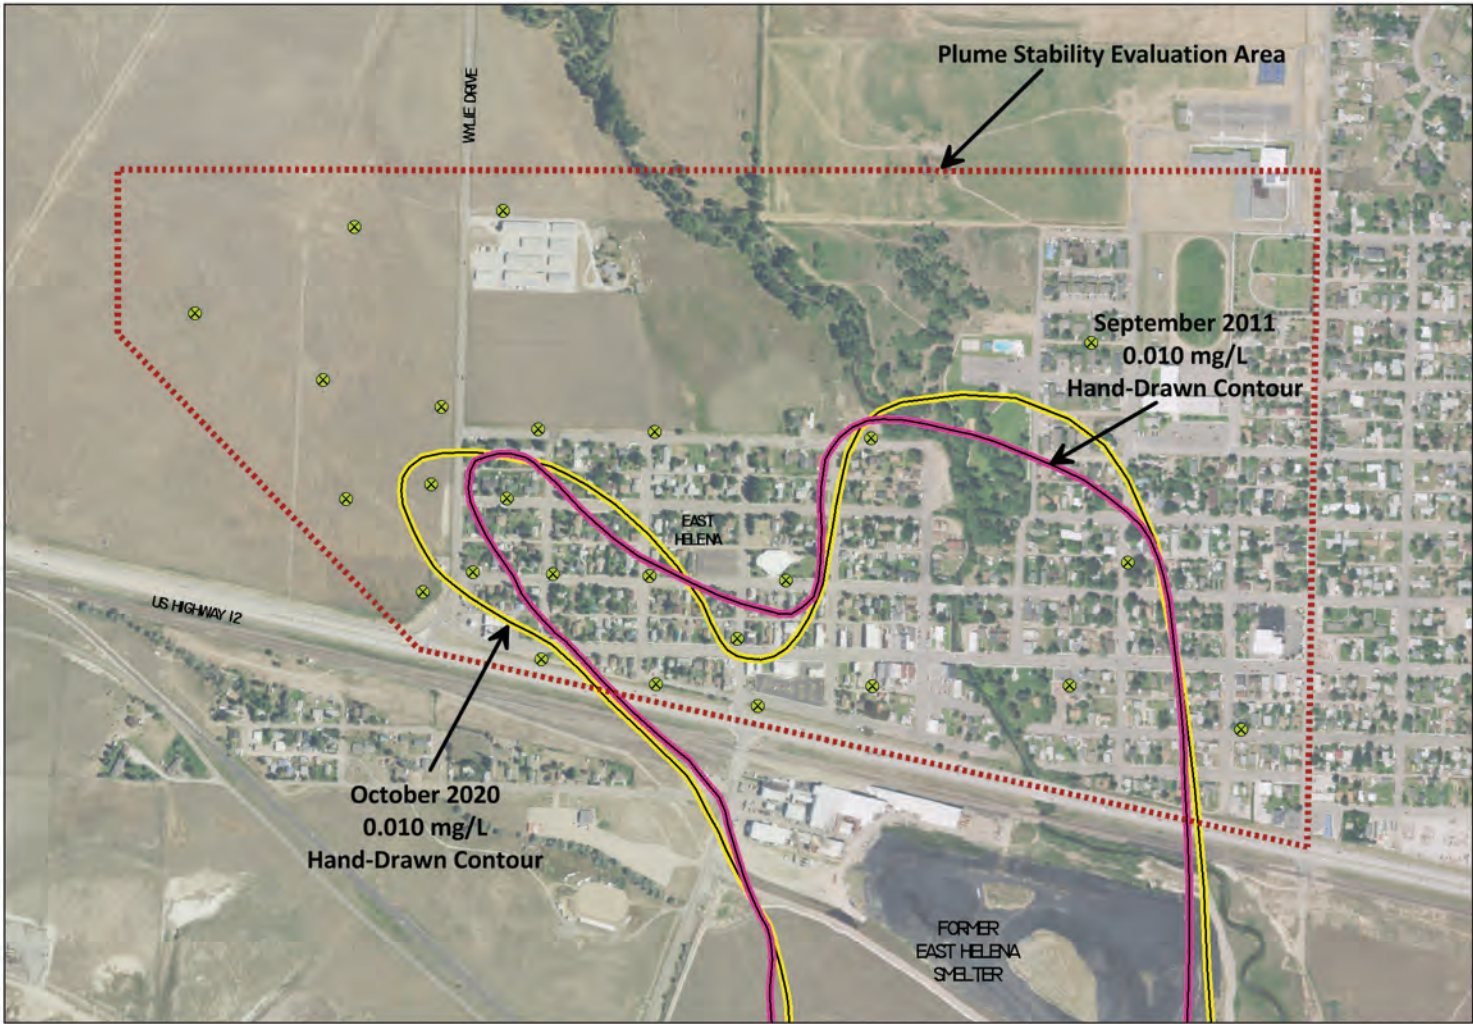 Plume Stability Evaluation Area
WYLIE DRIVE
September 2011
0.010 mg/L
Hand-Drawn Contour
EAST
HELENA
US HIGHWAY 12
October 2020
0.010 mg/L
Hand-Drawn Contour
FORMER
EAST HELENA
SMELTER